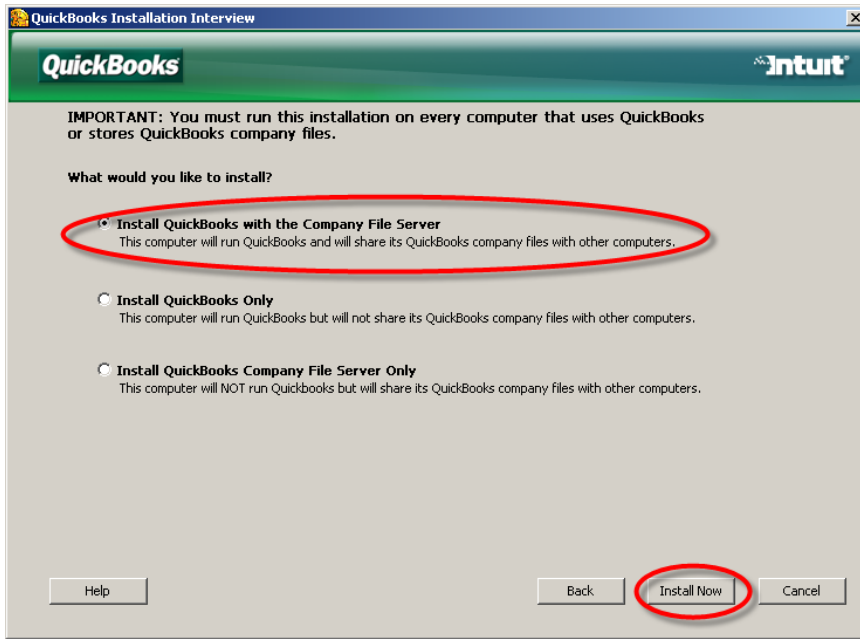 QuickBooks Installation Interview
QuickBooks
Intuit
IMPORTANT: You must run this installation on every computer that uses QuickBooks
or stores QuickBooks company files.
What would you like to install?
Install QuickBooks with the Company File Server
This computer will run QuickBooks and will share its QuickBooks company files with other computers.
Install QuickBooks Only
This computer will run QuickBooks but will not share its QuickBooks company files with other computers.
Install QuickBooks Company File Server Only
This computer will NOT run Quickbooks but will share its QuickBooks company files with other computers.
Help
Back
Install Now
Cancel